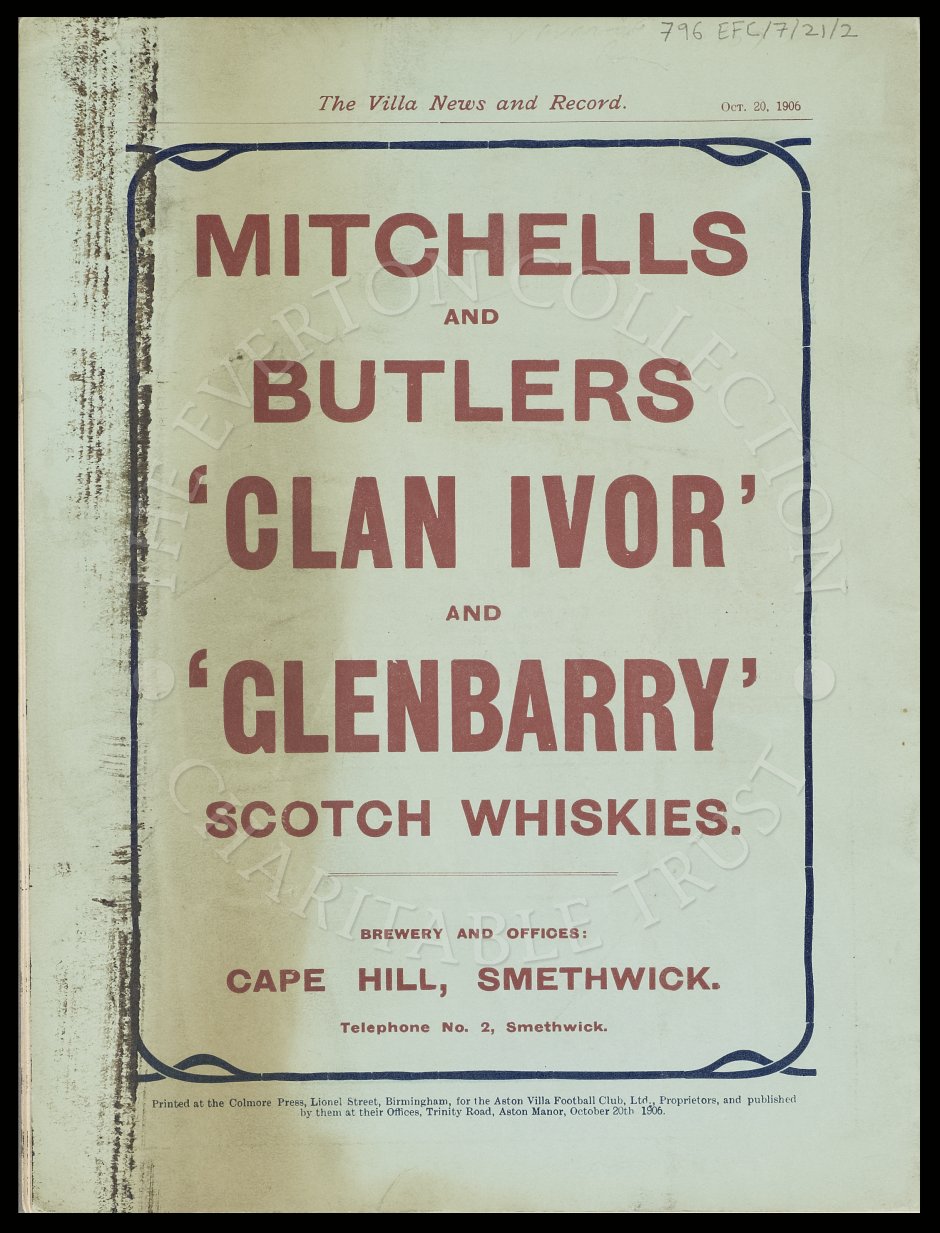 796 EFC/7/21/2
The Villa News and Record. Oct. 20, 1906
MITCHELLS
AND
BUTLERS
‘CLAN IVOR’
AND
‘GLENBARRY’
SCOTCH WHISKIES.
BREWERY AND OFFICES:
CAPE HILL, SMETHWICK.
Telephone No. 2, Smethwick.
Printed at the Colmore Press, Lionel Street, Birmingham, for the Aston Villa Football Club, Ltd., Proprietors, and published
by them at their Offices, Trinity Road, Aston Manor, October 20th 1906.
THE EVERTON COLLECTION
CHARITABLE TRUST